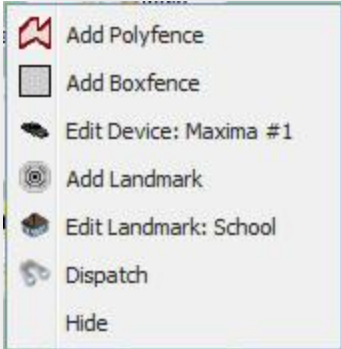 Add Polyfence
Add Boxfence
Edit Device: Maxima #1
Add Landmark
Edit Landmark: School
Dispatch
Hide